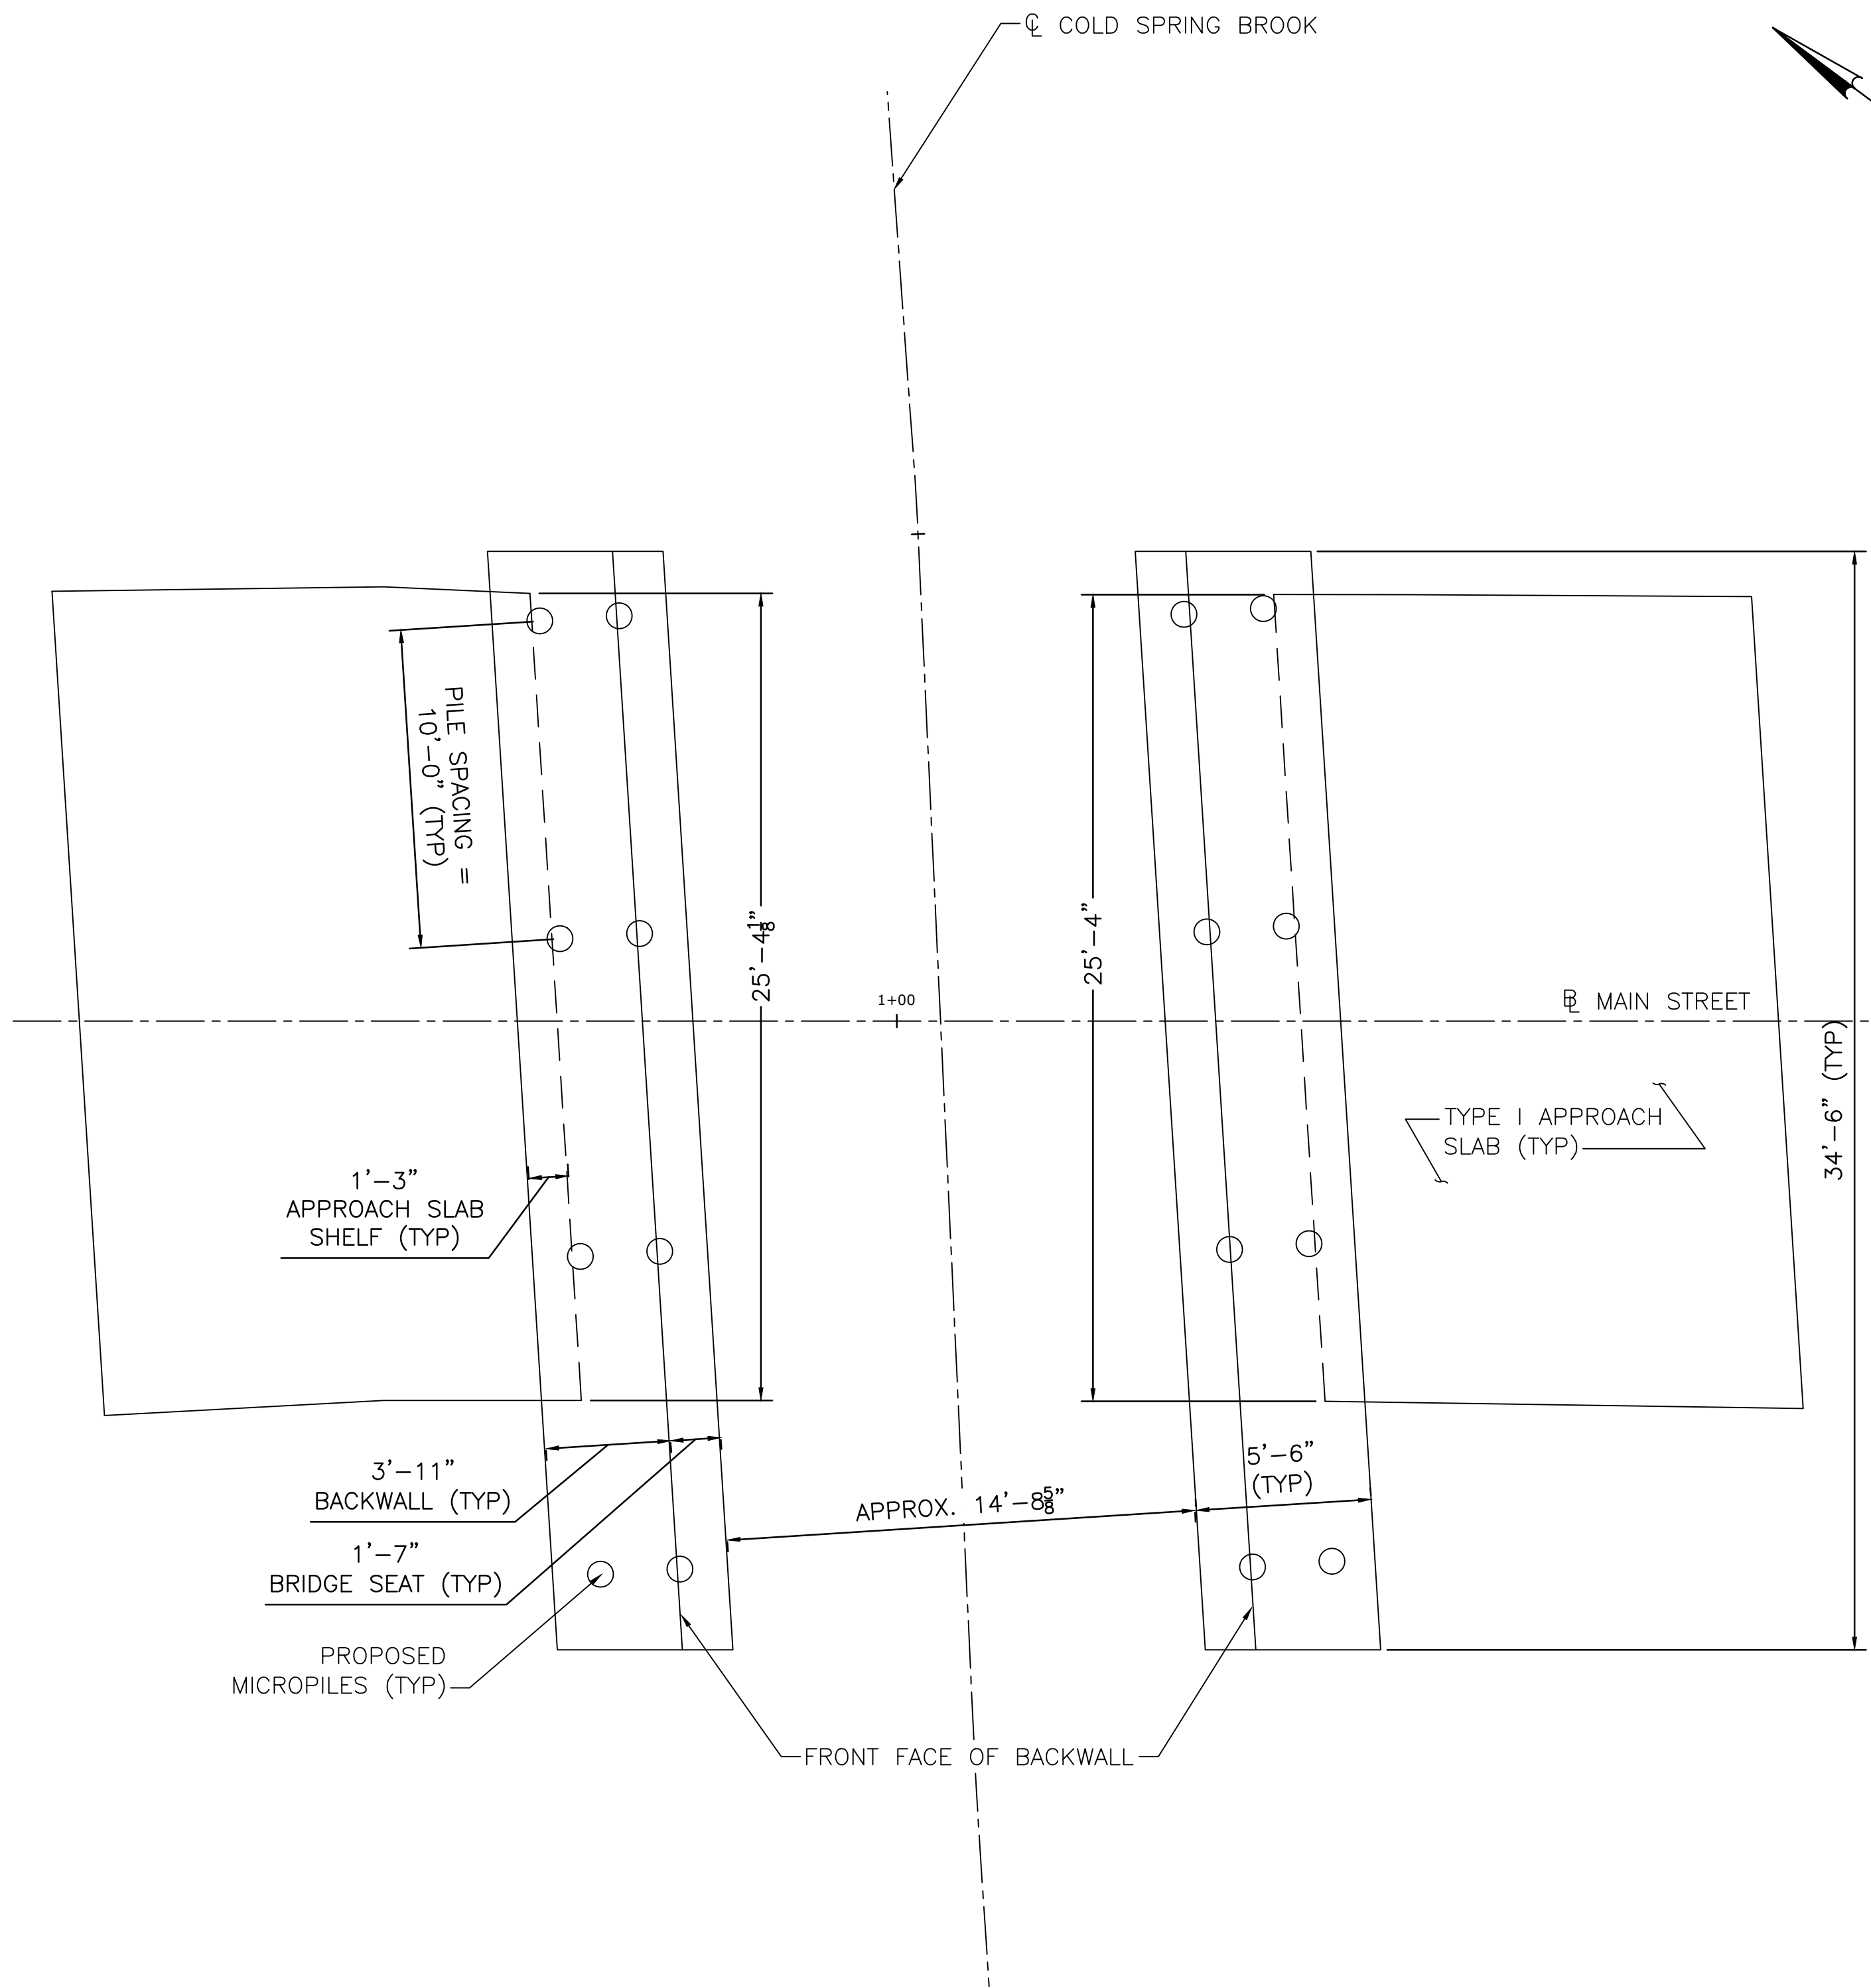 ℄ COLD SPRING BROOK
PILE SPACING =
10'-0" (TYP)
25'-4⅛"
25'-4"
1+00
℄ MAIN STREET
34'-6" (TYP)
TYPE I APPROACH
SLAB (TYP)
1'-3"
APPROACH SLAB
SHELF (TYP)
3'-11"
BACKWALL (TYP)
1'-7"
BRIDGE SEAT (TYP)
APPROX. 14'-8⅝"
5'-6"
(TYP)
PROPOSED
MICROPILES (TYP)
FRONT FACE OF BACKWALL